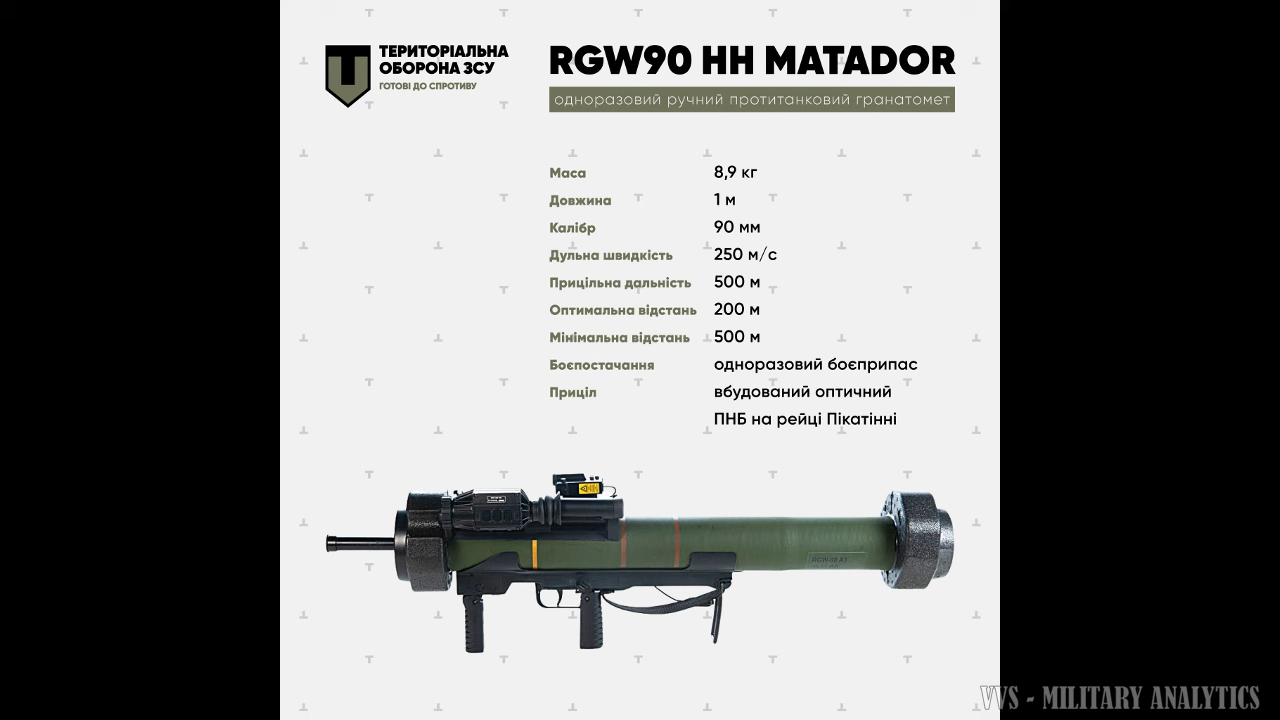 ТЕРИТОРІАЛЬНА
ОБОРОНА ЗСУ
ГОТОВІ ДО СПРОТИВУ
RGW90 HH MATADOR
одноразовий ручний протитанковий гранатомет
Маса 8,9 кг
Довжина 1 м
Калібр 90 мм
Дульна швидкість 250 м/с
Прицільна дальність 500 м
Оптимальна відстань 200 м
Мінімальна відстань 500 м
Боєпостачання одноразовий боєприпас
Приціл вбудований оптичний
ПНБ на рейці Пікатінні
VVS - MILITARY ANALYTICS